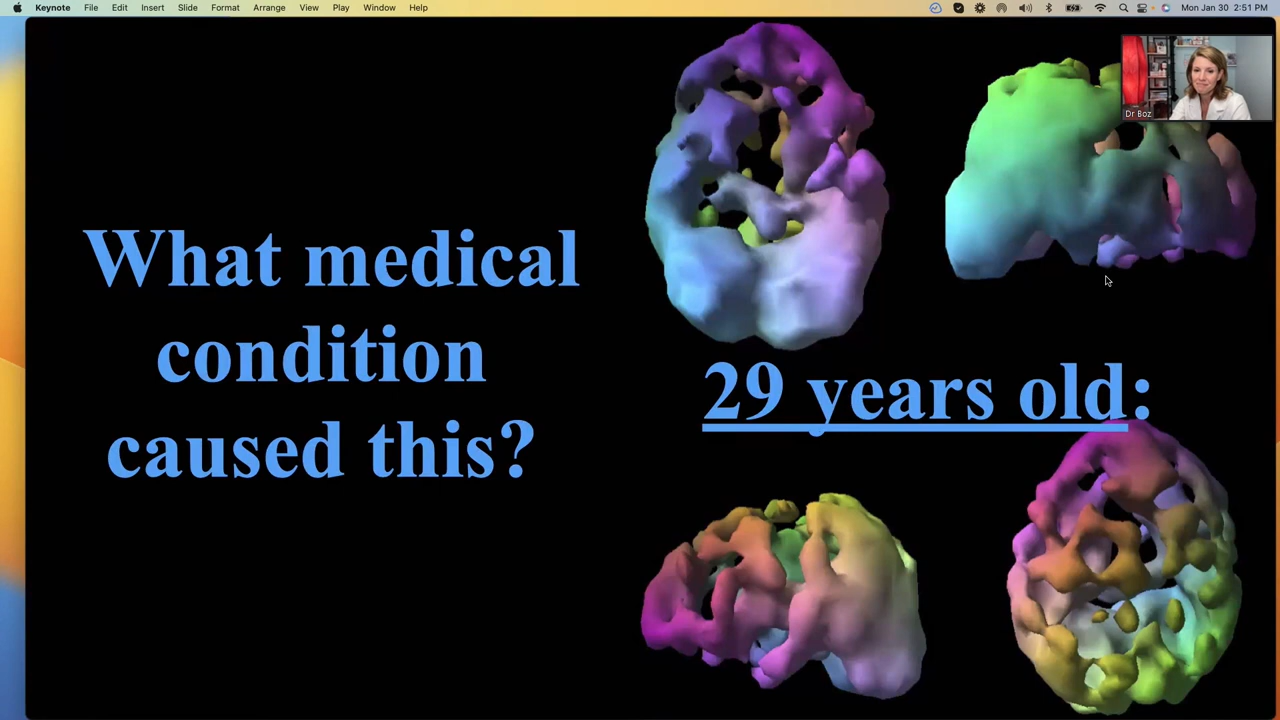 Keynote File Edit Insert Slide Format Arrange View Play Window Help Mon Jan 30 2:51 PM
Dr Boz
What medical
condition
caused this?
29 years old: